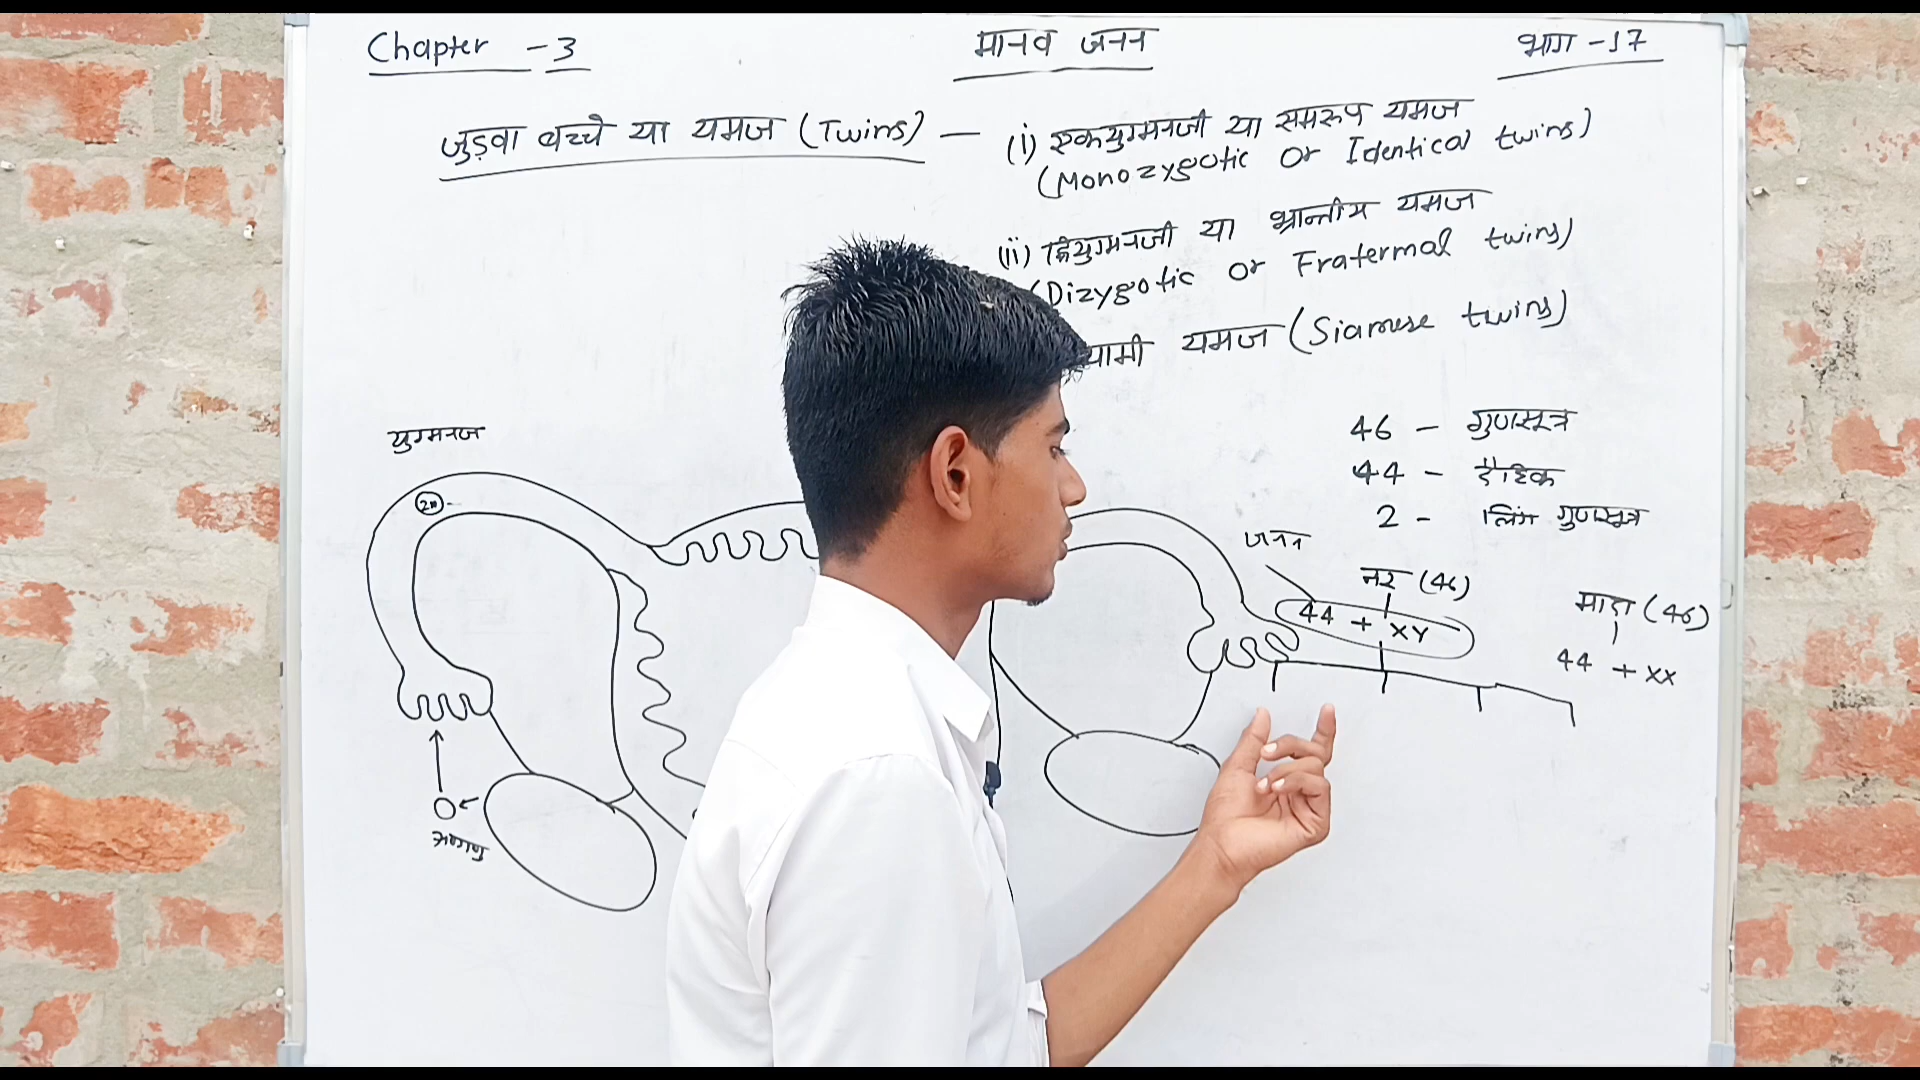 Chapter - 3
मानव जनन
भाग - 17
जुड़वा बच्चे या यमज (Twins) —
(i) एकयुग्मनजी या समरूप यमज
(Monozygotic or Identical twins)
(ii) द्वियुग्मनजी या भ्रान्तीय यमज
(Dizygotic or Fratermal twins)
यामी यमज (Siamese twins)
युग्मनज
2n
अण्डाणु
46 - गुणसूत्र
44 - दैहिक
2 - लिंग गुणसूत्र
जनन
नर (46)
44 + XY
मादा (46)
44 + XX